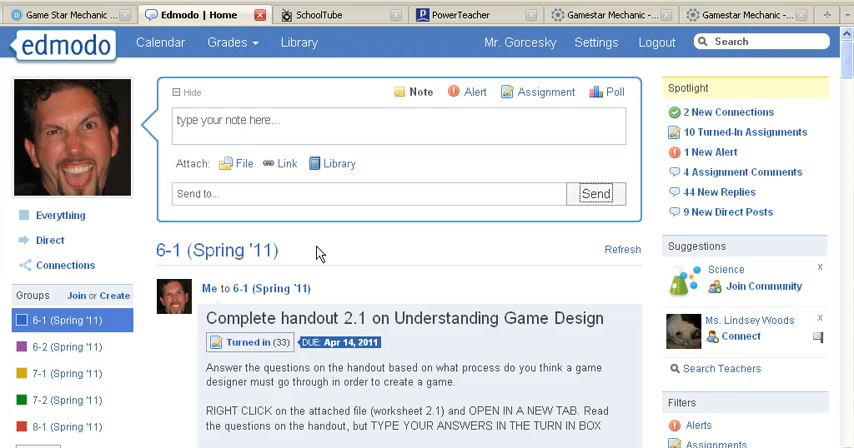 Game Star Mechanic ...
Edmodo | Home
SchoolTube
PowerTeacher
Gamestar Mechanic - ...
Gamestar Mechanic - ...
edmodo
Calendar
Grades
Library
Mr. Gorcesky
Settings
Logout
Search
Hide
Note
Alert
Assignment
Poll
type your note here...
Attach:
File
Link
Library
Send to...
Send
Everything
Direct
Connections
Groups
Join or Create
6-1 (Spring '11)
6-2 (Spring '11)
7-1 (Spring '11)
7-2 (Spring '11)
8-1 (Spring '11)
6-1 (Spring '11)
Refresh
Me to 6-1 (Spring '11)
Complete handout 2.1 on Understanding Game Design
Turned in (33)
DUE: Apr 14, 2011
Answer the questions on the handout based on what process do you think a game
designer must go through in order to create a game.
RIGHT CLICK on the attached file (worksheet 2.1) and OPEN IN A NEW TAB. Read
the questions on the handout, but TYPE YOUR ANSWERS IN THE TURN IN BOX
Spotlight
2 New Connections
10 Turned-In Assignments
1 New Alert
4 Assignment Comments
44 New Replies
9 New Direct Posts
Suggestions
Science
x
Join Community
Ms. Lindsey Woods
x
Connect
Search Teachers
Filters
Alerts
Assignments